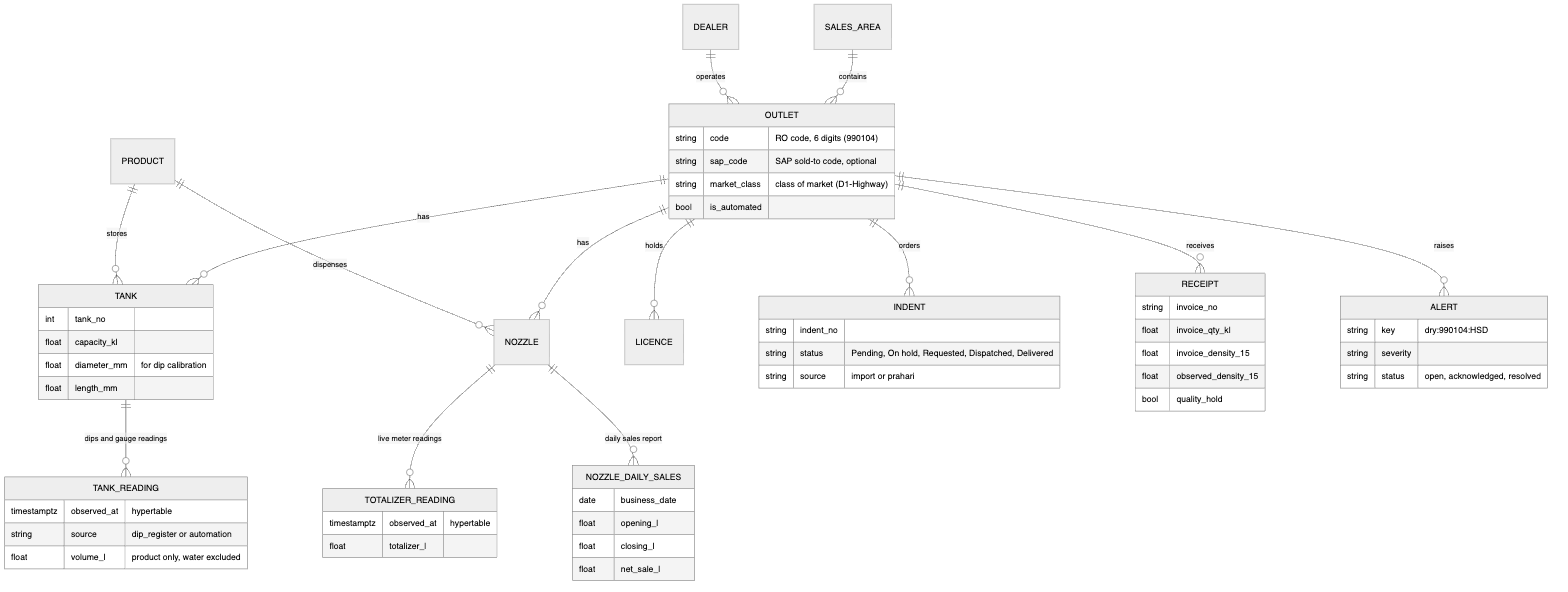 DEALER
SALES_AREA
operates
contains
OUTLET
string code RO code, 6 digits (990104)
string sap_code SAP sold-to code, optional
string market_class class of market (D1-Highway)
bool is_automated
PRODUCT
has
stores
dispenses
has
holds
orders
receives
raises
TANK
int tank_no
float capacity_kl
float diameter_mm for dip calibration
float length_mm
NOZZLE
LICENCE
INDENT
string indent_no
string status Pending, On hold, Requested, Dispatched, Delivered
string source import or prahari
RECEIPT
string invoice_no
float invoice_qty_kl
float invoice_density_15
float observed_density_15
bool quality_hold
ALERT
string key dry:990104:HSD
string severity
string status open, acknowledged, resolved
dips and gauge readings
live meter readings
daily sales report
TANK_READING
timestamptz observed_at hypertable
string source dip_register or automation
float volume_l product only, water excluded
TOTALIZER_READING
timestamptz observed_at hypertable
float totalizer_l
NOZZLE_DAILY_SALES
date business_date
float opening_l
float closing_l
float net_sale_l